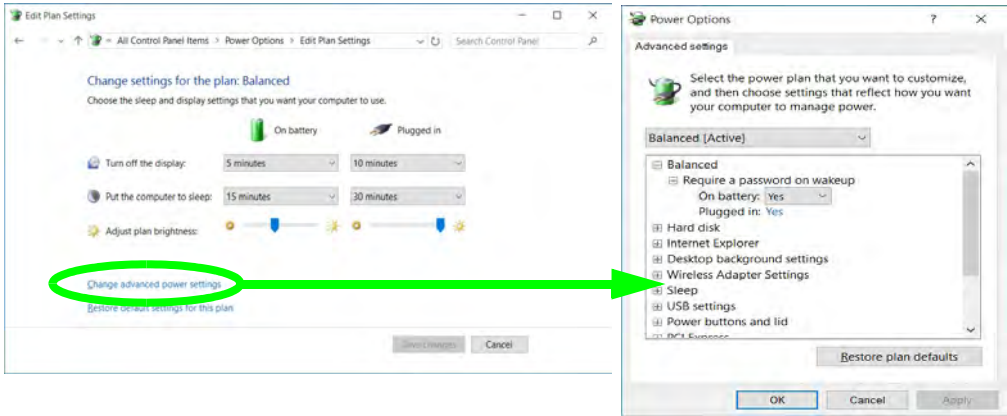 Edit Plan Settings
All Control Panel Items > Power Options > Edit Plan Settings
Search Control Panel
Change settings for the plan: Balanced
Choose the sleep and display settings that you want your computer to use.
On battery
Plugged in
Turn off the display:
5 minutes
10 minutes
Put the computer to sleep:
15 minutes
30 minutes
Adjust plan brightness:
Change advanced power settings
Restore default settings for this plan
Save changes
Cancel
Power Options
?
Advanced settings
Select the power plan that you want to customize,
and then choose settings that reflect how you want
your computer to manage power.
Balanced [Active]
Balanced
Require a password on wakeup
On battery: Yes
Plugged in: Yes
Hard disk
Internet Explorer
Desktop background settings
Wireless Adapter Settings
Sleep
USB settings
Power buttons and lid
PCI Express
Restore plan defaults
OK
Cancel
Apply